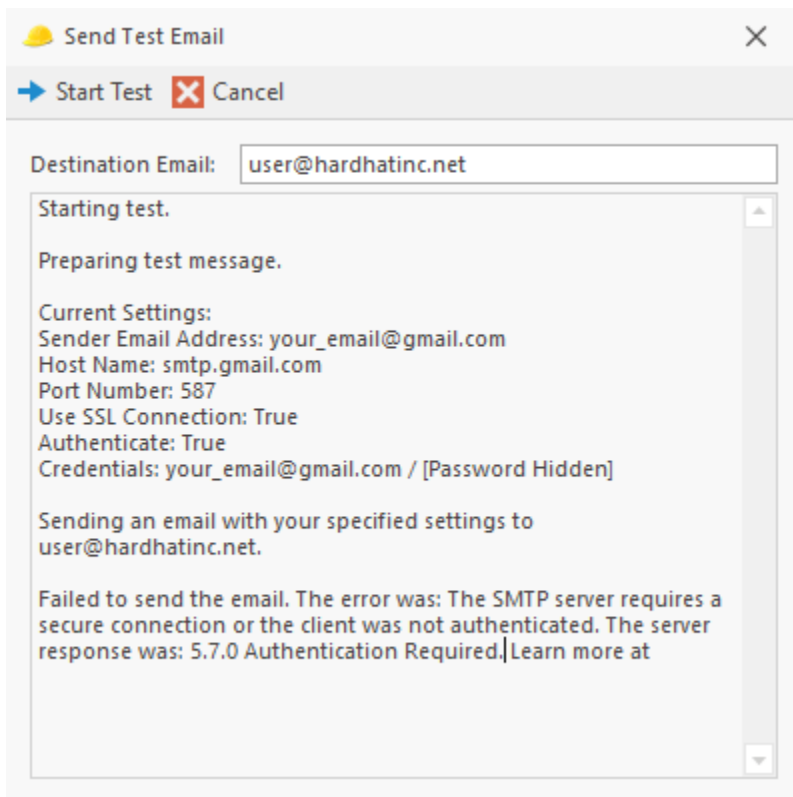 Send Test Email
Start Test Cancel
Destination Email: user@hardhatinc.net
Starting test.
Preparing test message.
Current Settings:
Sender Email Address: your_email@gmail.com
Host Name: smtp.gmail.com
Port Number: 587
Use SSL Connection: True
Authenticate: True
Credentials: your_email@gmail.com / [Password Hidden]
Sending an email with your specified settings to
user@hardhatinc.net.
Failed to send the email. The error was: The SMTP server requires a
secure connection or the client was not authenticated. The server
response was: 5.7.0 Authentication Required. Learn more at